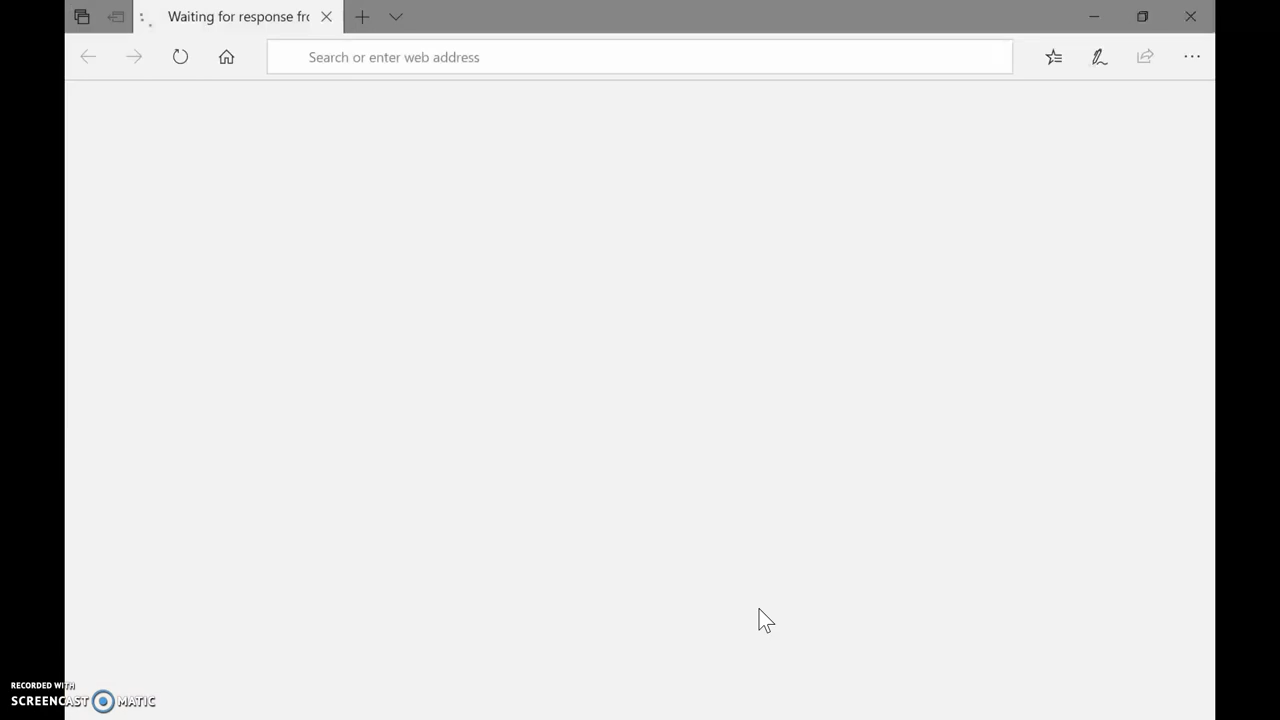 Waiting for response fr
Search or enter web address
RECORDED WITH
SCREENCAST MATIC